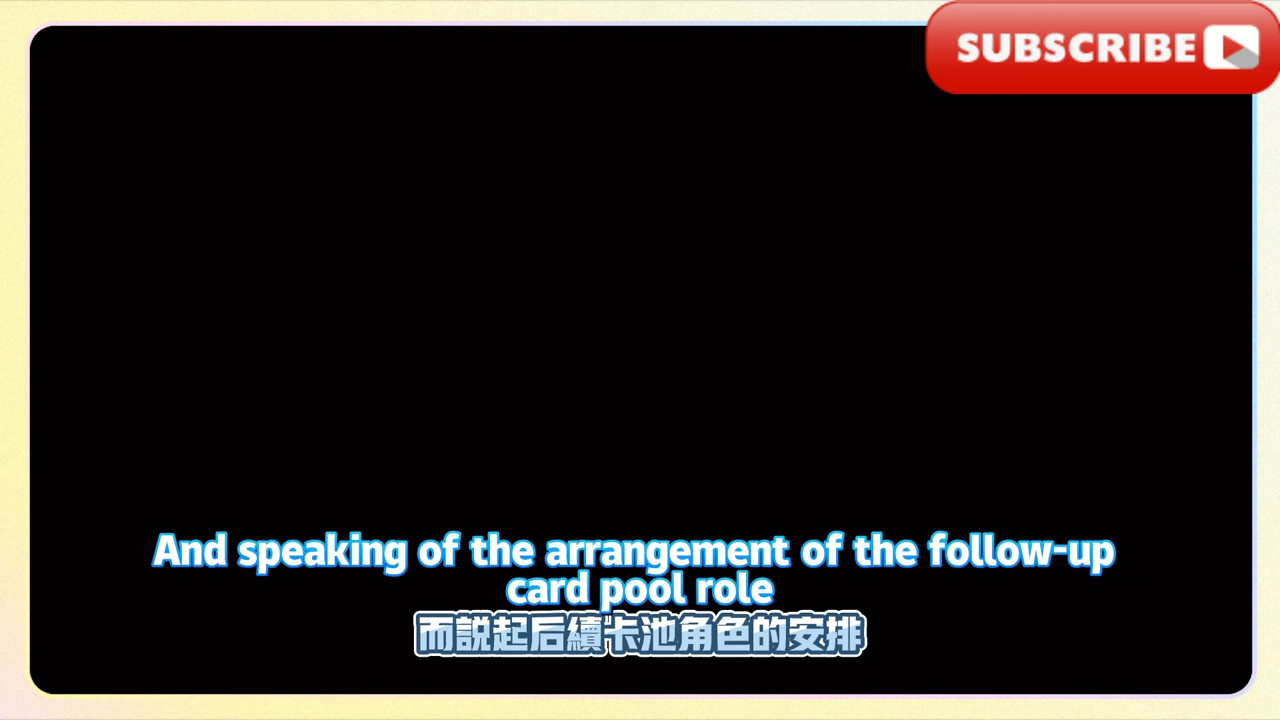 SUBSCRIBE
And speaking of the arrangement of the follow-up
card pool role
而説起后續卡池角色的安排